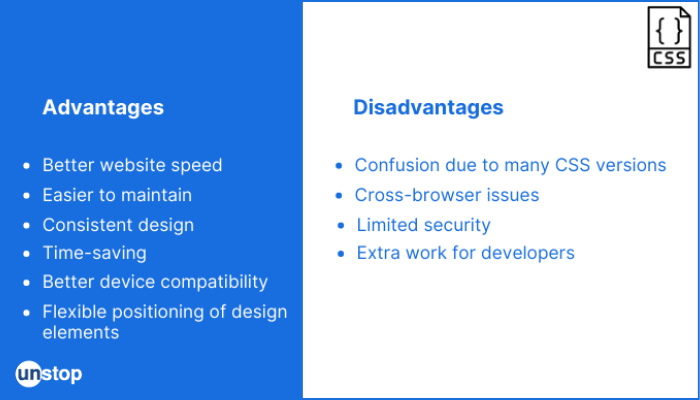 { }
CSS
Advantages
• Better website speed
• Easier to maintain
• Consistent design
• Time-saving
• Better device compatibility
• Flexible positioning of design
elements
Disadvantages
• Confusion due to many CSS versions
• Cross-browser issues
• Limited security
• Extra work for developers
unstop